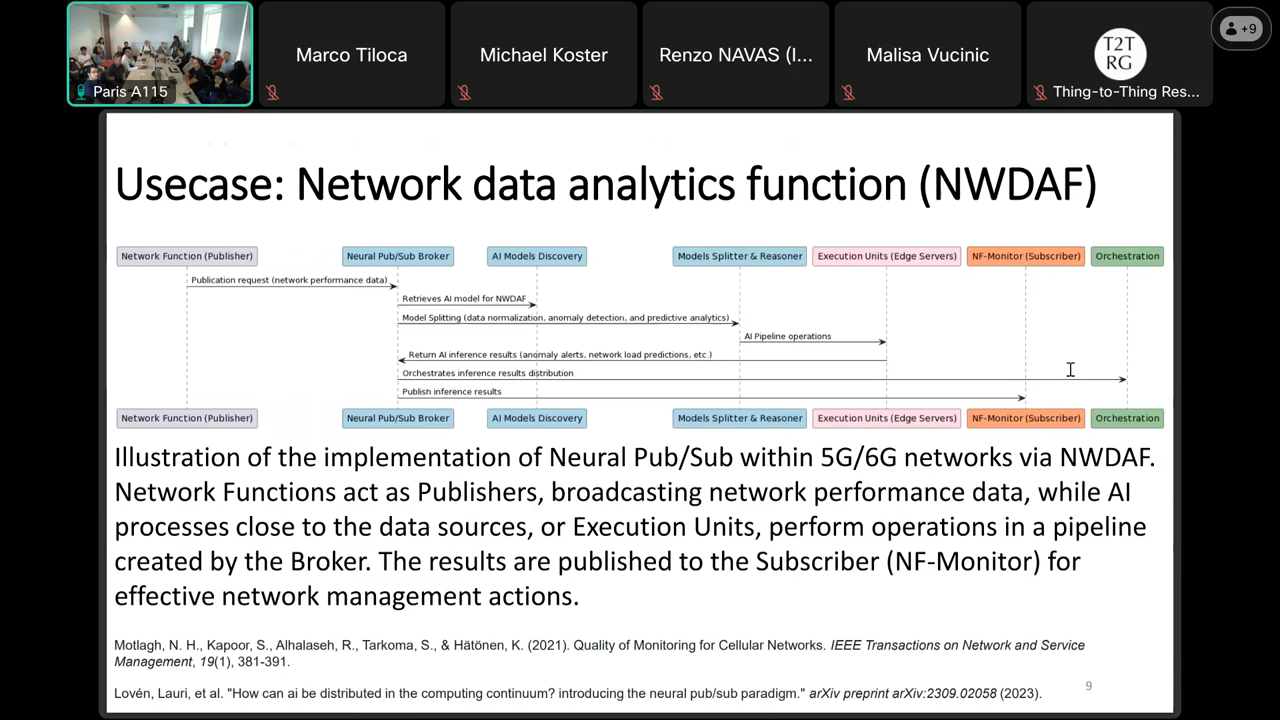 Paris A115
Marco Tiloca
Michael Koster
Renzo NAVAS (I...
Malisa Vucinic
T2T
RG
Thing-to-Thing Res...
+9
Usecase: Network data analytics function (NWDAF)
Network Function (Publisher)
Neural Pub/Sub Broker
AI Models Discovery
Models Splitter & Reasoner
Execution Units (Edge Servers)
NF-Monitor (Subscriber)
Orchestration
Publication request (network performance data)
Retrieves AI model for NWDAF
Model Splitting (data normalization, anomaly detection, and predictive analytics)
AI Pipeline operations
Return AI inference results (anomaly alerts, network load predictions, etc.)
Orchestrates inference results distribution
Publish inference results
Network Function (Publisher)
Neural Pub/Sub Broker
AI Models Discovery
Models Splitter & Reasoner
Execution Units (Edge Servers)
NF-Monitor (Subscriber)
Orchestration
Illustration of the implementation of Neural Pub/Sub within 5G/6G networks via NWDAF.
Network Functions act as Publishers, broadcasting network performance data, while AI
processes close to the data sources, or Execution Units, perform operations in a pipeline
created by the Broker. The results are published to the Subscriber (NF-Monitor) for
effective network management actions.
Motlagh, N. H., Kapoor, S., Alhalaseh, R., Tarkoma, S., & Hätönen, K. (2021). Quality of Monitoring for Cellular Networks. IEEE Transactions on Network and Service
Management, 19(1), 381-391.
Lovén, Lauri, et al. "How can ai be distributed in the computing continuum? introducing the neural pub/sub paradigm." arXiv preprint arXiv:2309.02058 (2023).
9